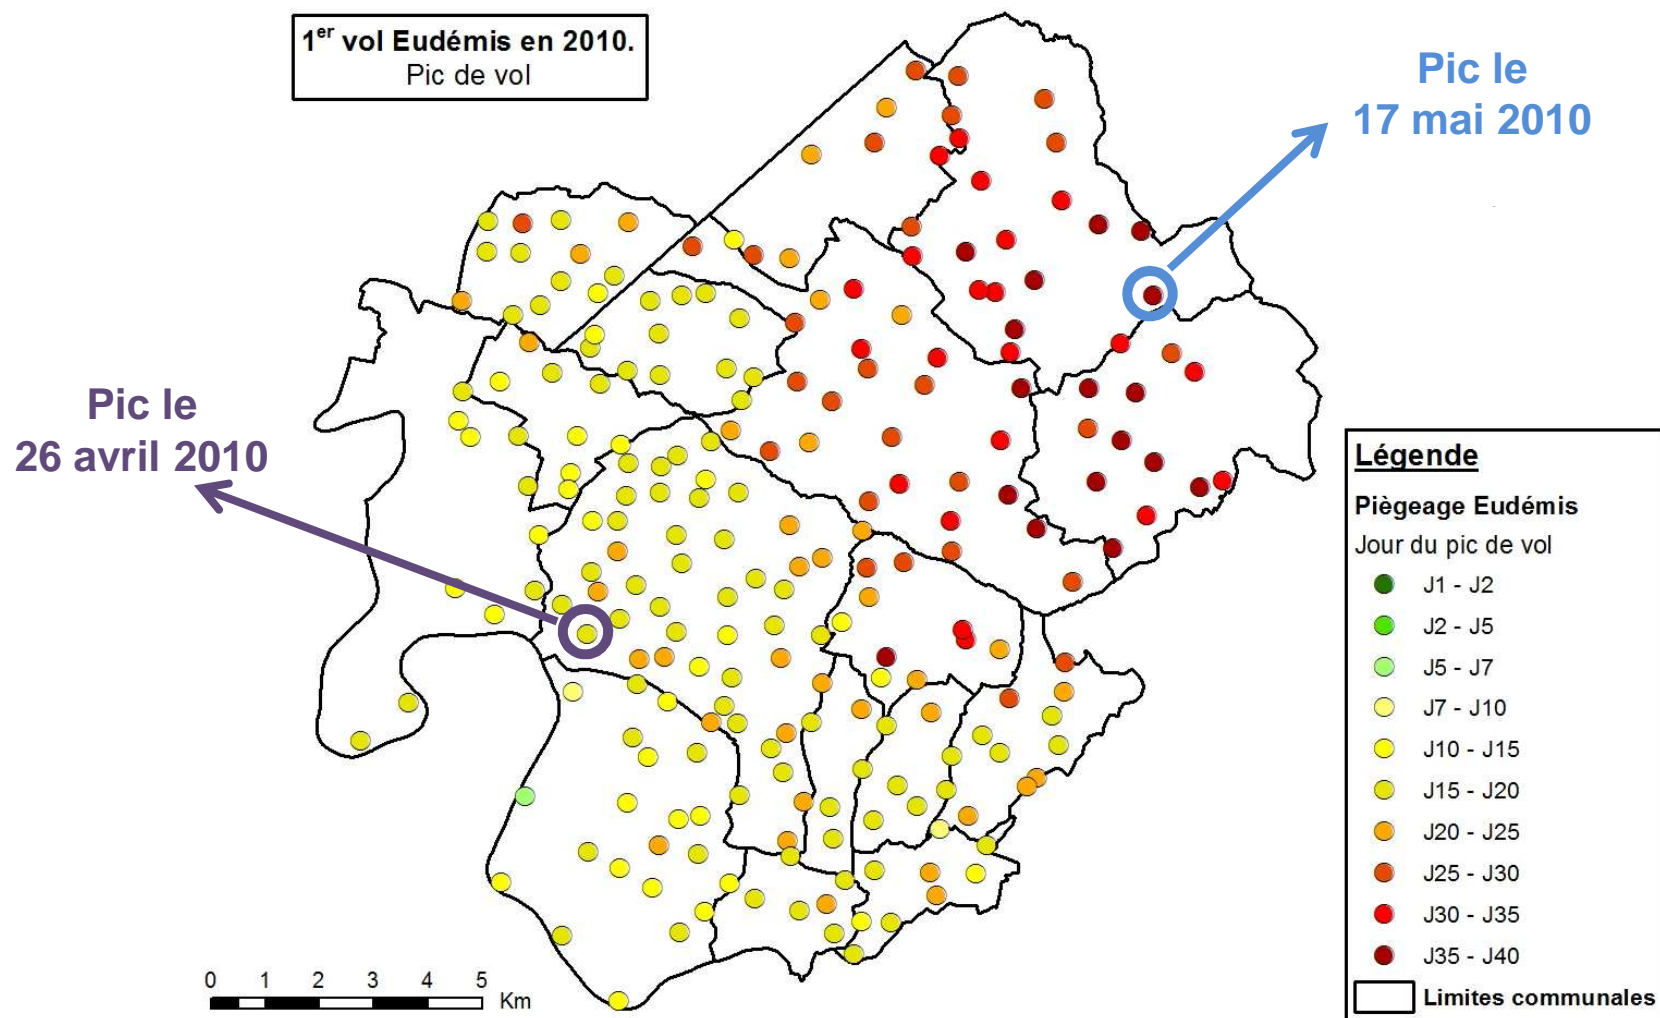 1er vol Eudémis en 2010.
Pic de vol
Pic le
17 mai 2010
Pic le
26 avril 2010
Légende
Piègeage Eudémis
Jour du pic de vol
J1 - J2
J2 - J5
J5 - J7
J7 - J10
J10 - J15
J15 - J20
J20 - J25
J25 - J30
J30 - J35
J35 - J40
Limites communales
0 1 2 3 4 5
Km